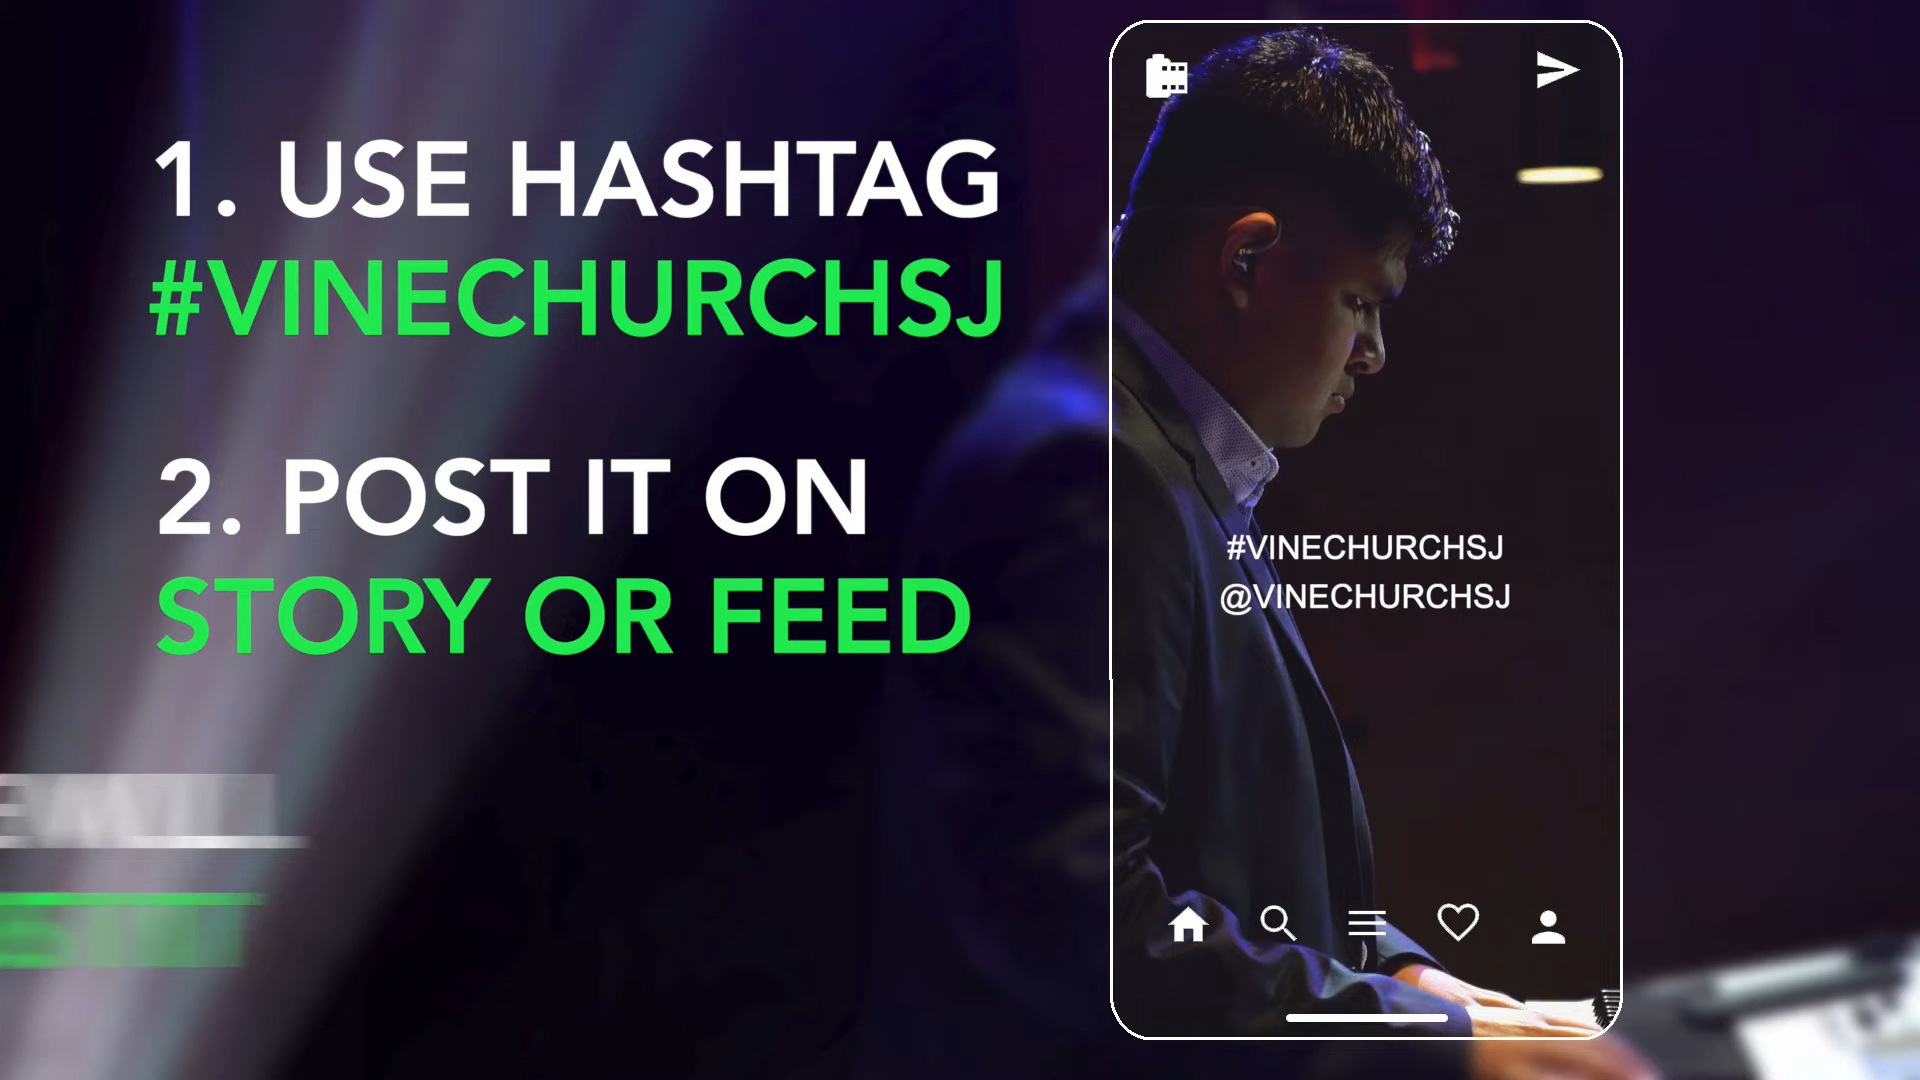 1. USE HASHTAG
#VINECHURCHSJ
2. POST IT ON
STORY OR FEED
#VINECHURCHSJ
@VINECHURCHSJ